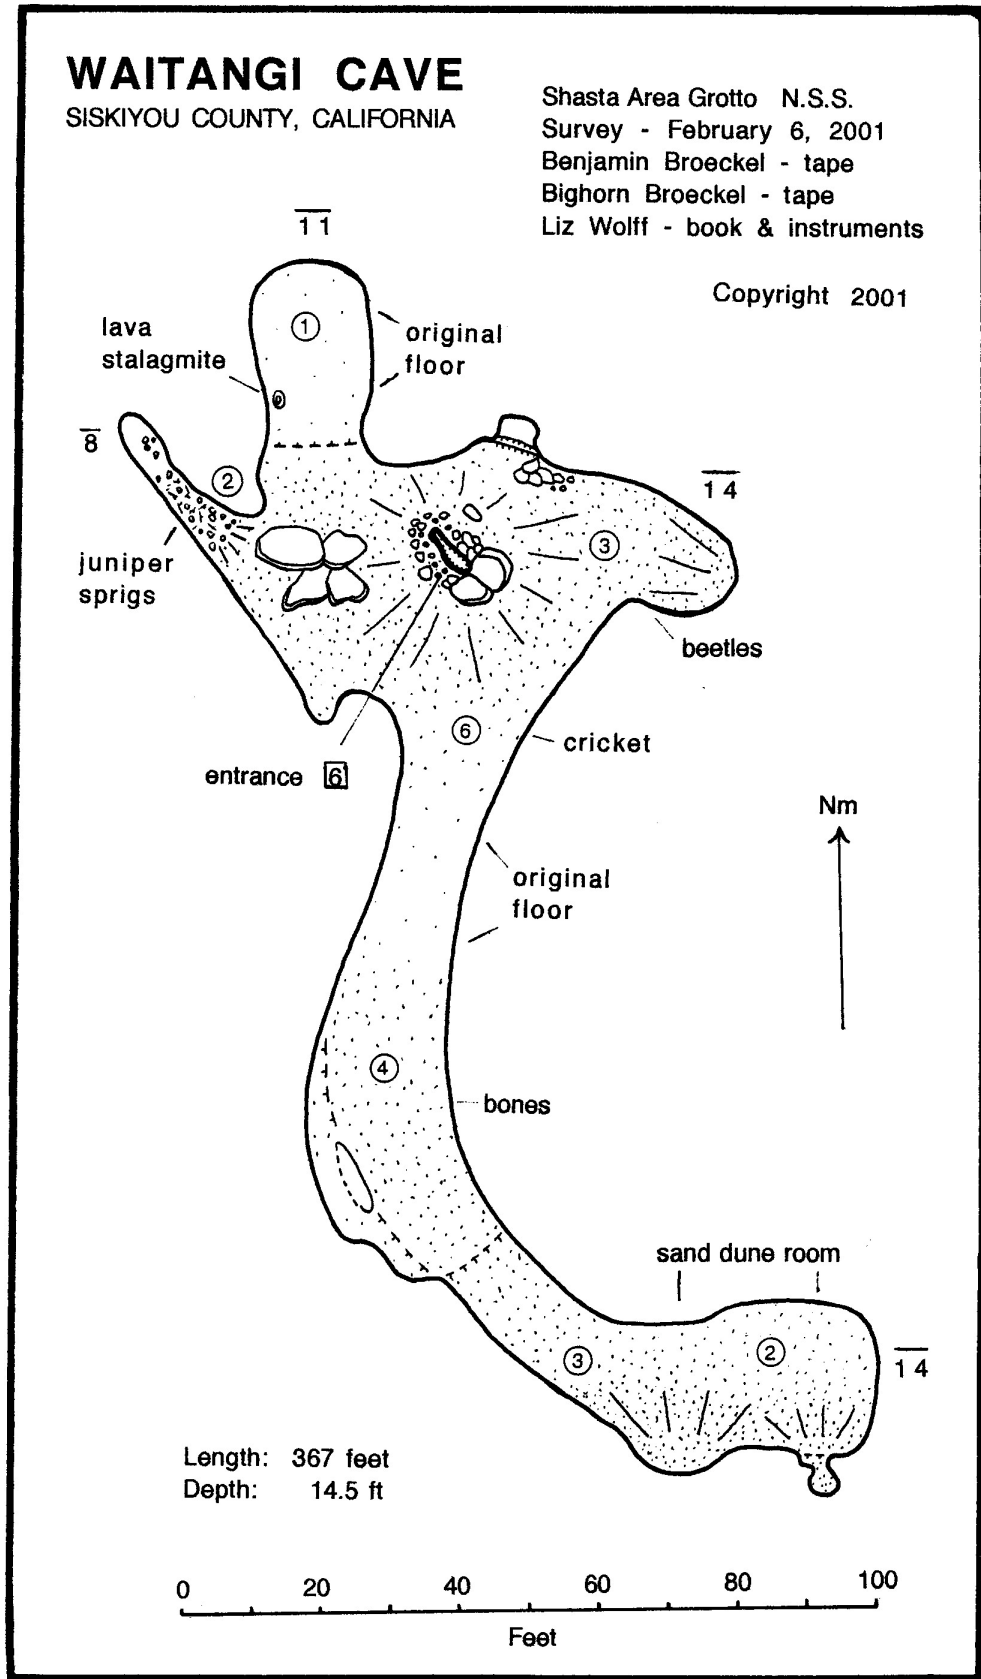 WAITANGI CAVE
SISKIYOU COUNTY, CALIFORNIA
Shasta Area Grotto N.S.S.
Survey - February 6, 2001
Benjamin Broeckel - tape
Bighorn Broeckel - tape
Liz Wolff - book & instruments
Copyright 2001
11
1
original
floor
lava
stalagmite
8
2
14
3
juniper
sprigs
beetles
6
cricket
entrance 6
Nm
original
floor
4
bones
sand dune room
3
2
14
Length: 367 feet
Depth: 14.5 ft
0 20 40 60 80 100
Feet